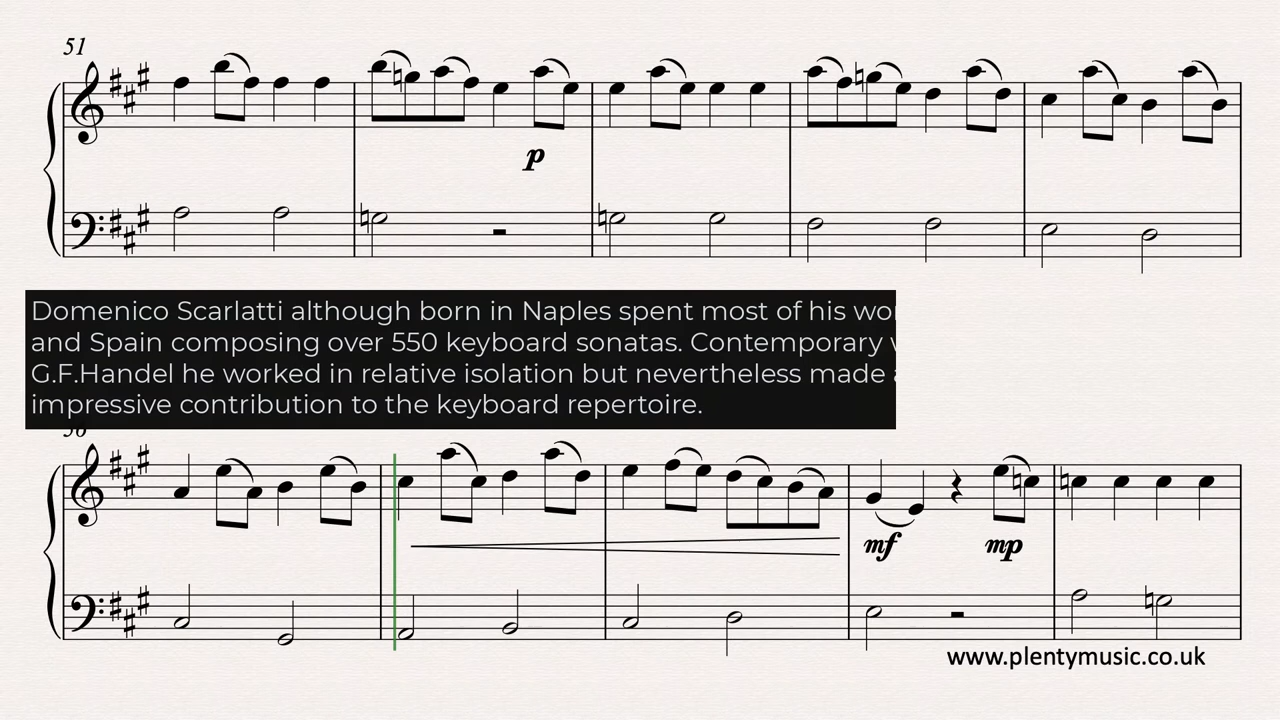 51
p
Domenico Scarlatti although born in Naples spent most of his
and Spain composing over 550 keyboard sonatas. Contemporary
G.F.Handel he worked in relative isolation but nevertheless made
impressive contribution to the keyboard repertoire.
mf mp
www.plentymusic.co.uk